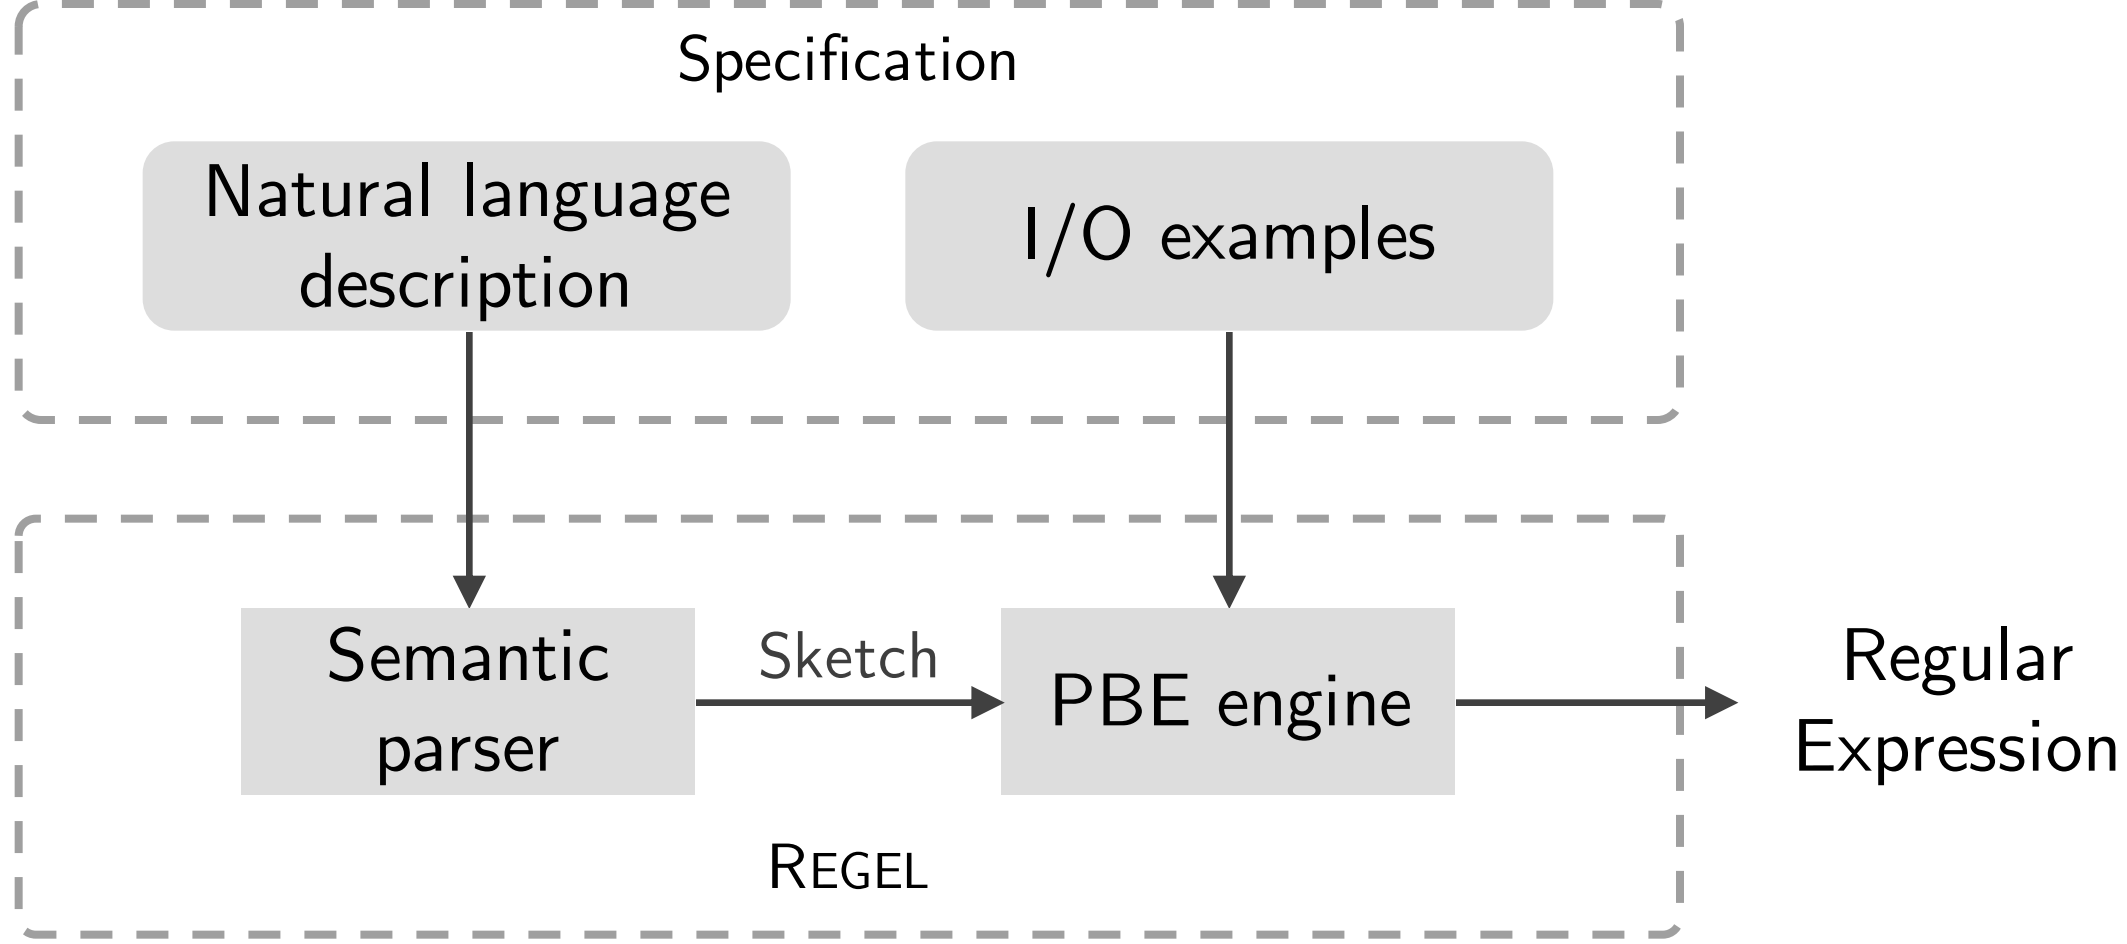 Specification
Natural language
description
I/O examples
Semantic
parser
Sketch
PBE engine
Regular
Expression
REGEL